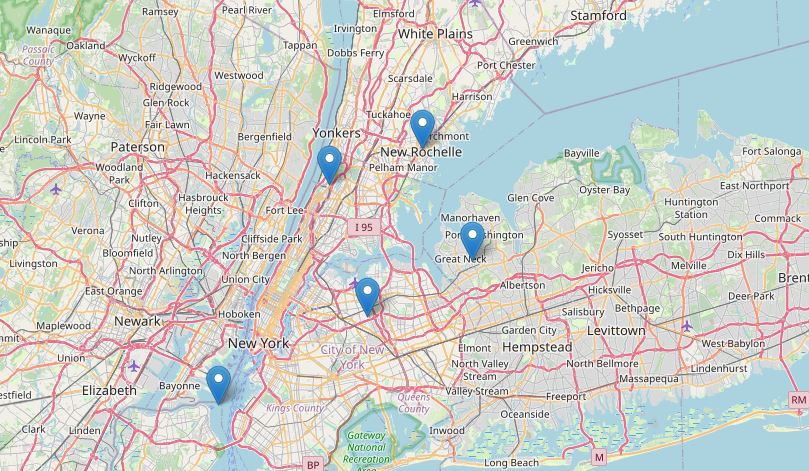 Ramsey
Pearl River
Elmsford
Stamford
Wanaque
Irvington
White Plains
Oakland
Tappan
Greenwich
Passaic
County
Wyckoff
Dobbs Ferry
Port Chester
Westwood
Scarsdale
Ridgewood
Harrison
Glen Rock
Wayne
Tuckahoe
Fair Lawn
Yonkers
Lincoln Park
Bergenfield
rchmont
Paterson
New Rochelle
Bayville
Fort Salonga
Woodland
Park
Hackensack
Pelham Manor
East Northport
Oyster Bay
Hasbrouck
Heights
Glen Cove
Huntington
Station
Clifton
Fort Lee
Manorhaven
Commack
Verona
Nutley
Cliffside Park
I 95
Port
shington
Syosset
South Huntington
Bloomfield
North Bergen
Dix Hills
Livingston
North Arlington
Great Neck
Jericho
Melville
Union City
Brent
East Orange
Albertson
Hicksville
Deer Park
Hoboken
Salisbury
Bethpage
Maplewood
Newark
Garden City
Levittown
New York
City of New
York
Elmont
Hempstead
West Babylon
Union
North Valley
Stream
North Bellmore
Lindenhurst
Elizabeth
Bayonne
Massapequa
Valley Stream
Queens
County
Freeport
RM
Kings County
Oceanside
Clark
Linden
Gateway
National
Recreation
Area
Inwood
M
BP
Long Beach